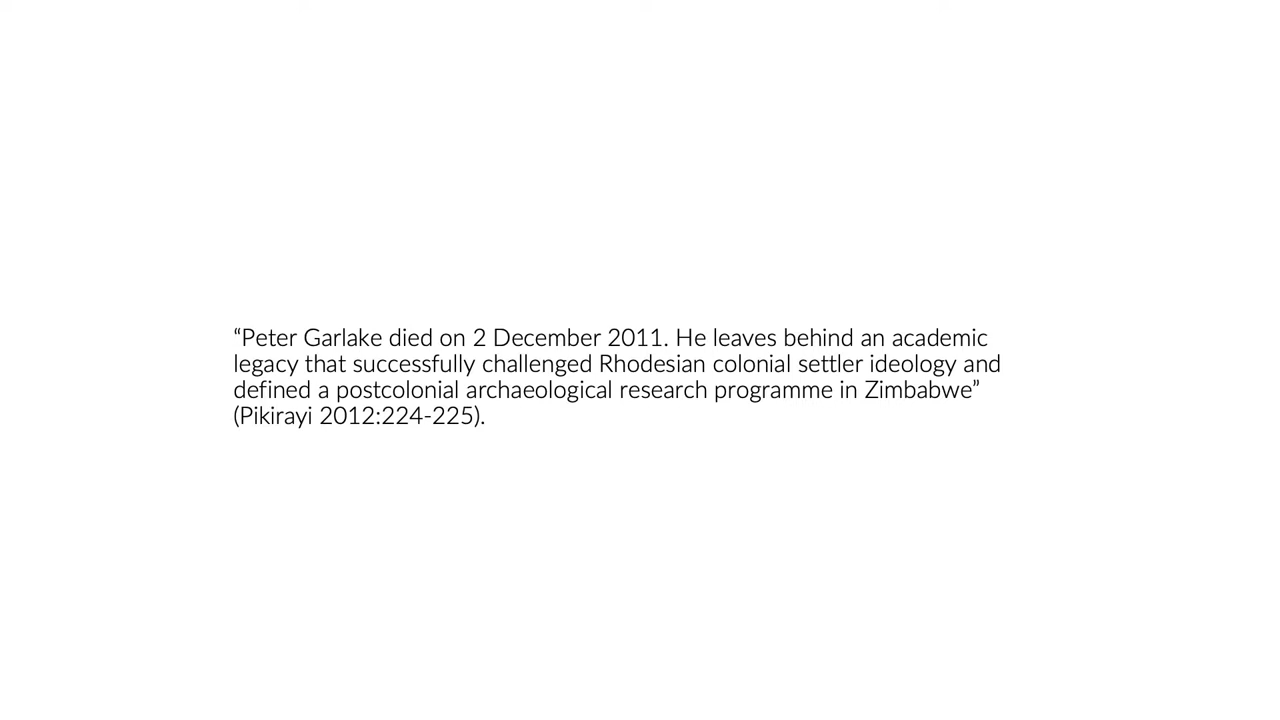 “Peter Garlake died on 2 December 2011. He leaves behind an academic
legacy that successfully challenged Rhodesian colonial settler ideology and
defined a postcolonial archaeological research programme in Zimbabwe”
(Pikirayi 2012:224-225).